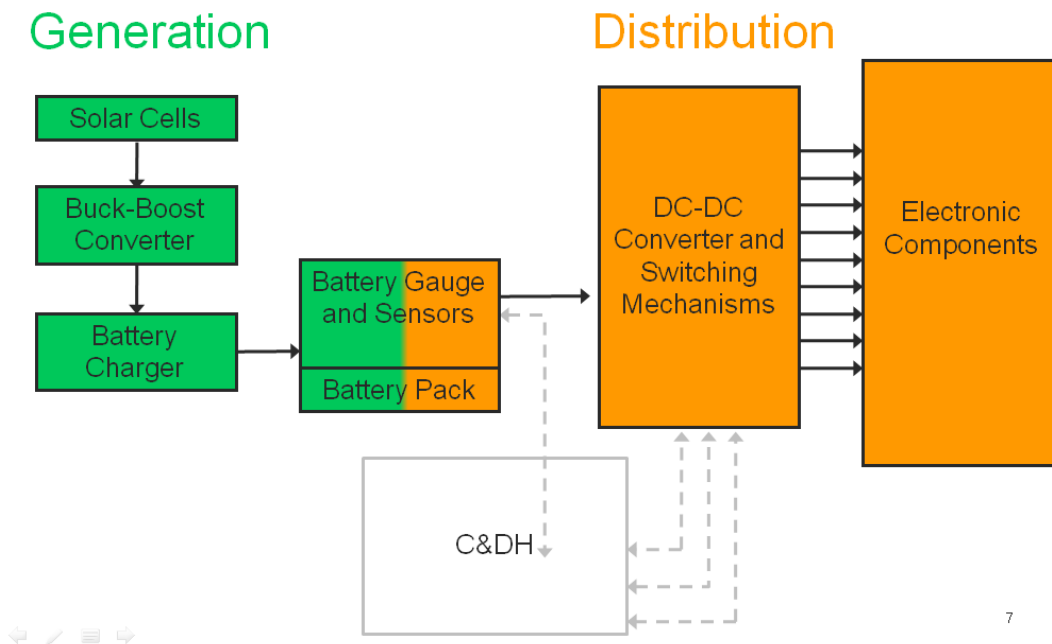 Generation
Distribution
Solar Cells
Buck-Boost
Converter
Battery
Charger
Battery Gauge
and Sensors
Battery Pack
DC-DC
Converter and
Switching
Mechanisms
Electronic
Components
C&DH
7